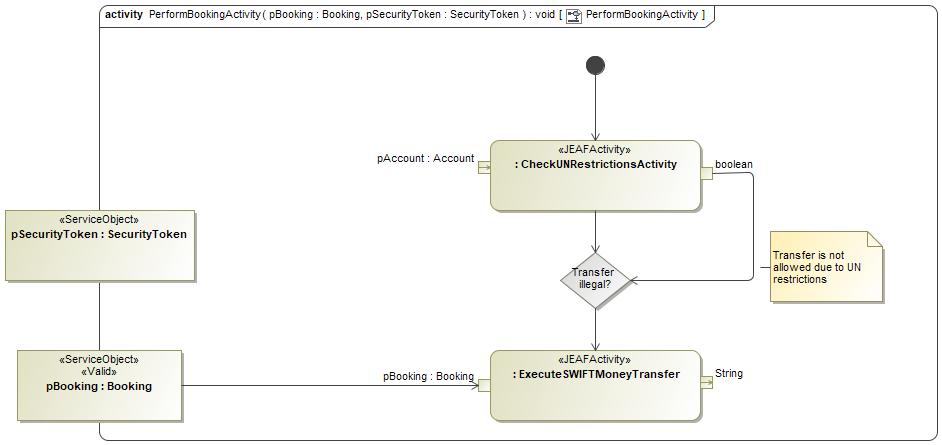 activity PerformBookingActivity( pBooking : Booking, pSecurityToken : SecurityToken ) : void [ PerformBookingActivity ]
«JEAFActivity»
: CheckUNRestrictionsActivity
pAccount : Account
boolean
«ServiceObject»
pSecurityToken : SecurityToken
Transfer is not
allowed due to UN
restrictions
Transfer
illegal?
«ServiceObject»
«Valid»
pBooking : Booking
pBooking : Booking
«JEAFActivity»
: ExecuteSWIFTMoneyTransfer
String